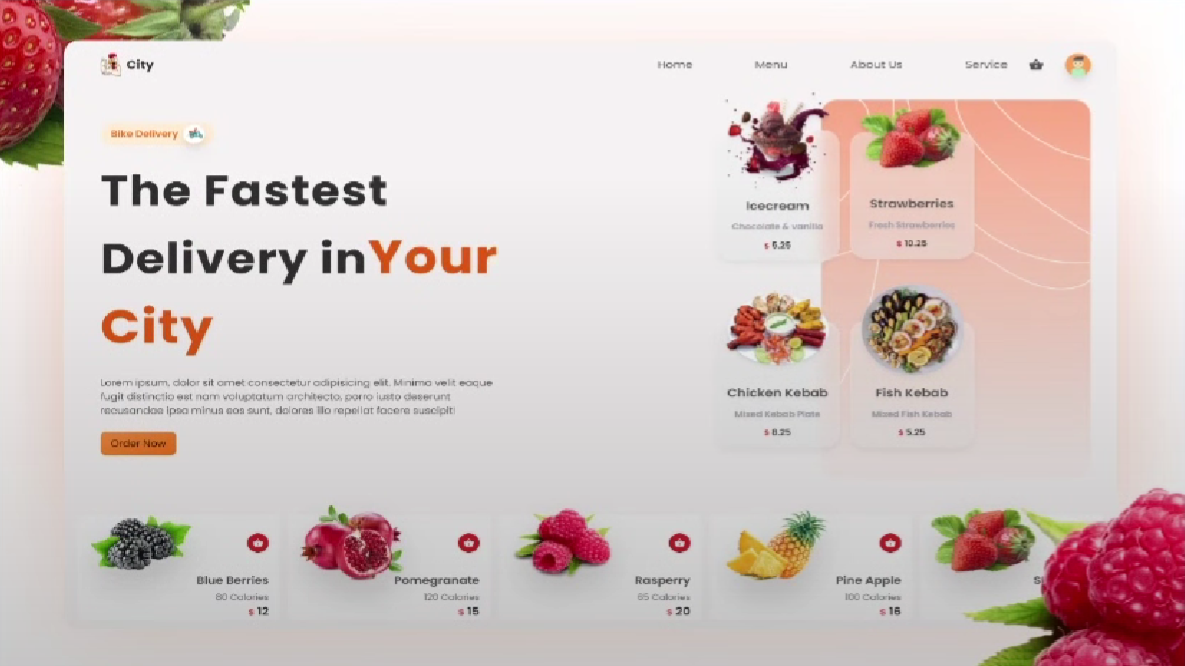 City
Home
Menu
About Us
Service
Bike Delivery
The Fastest
Delivery inYour
City
Lorem ipsum, dolor sit amet consectetur adipisicing elit. Minima velit eaque
fugit distinctio est nam voluptatum architecto, porro iusto deserunt
recusandae ipsa minus eos sunt, dolores illo repellat facere suscipit!
Order Now
Icecream
Chocolate & vanilla
$ 5.25
Strawberries
Fresh Strawberries
$ 10.25
Chicken Kebab
Mixed Kebab Plate
$ 8.25
Fish Kebab
Mixed Fish Kebab
$ 5.25
Blue Berries
80 Calories
$ 12
Pomegranate
120 Calories
$ 15
Rasperry
65 Calories
$ 20
Pine Apple
100 Calories
$ 16